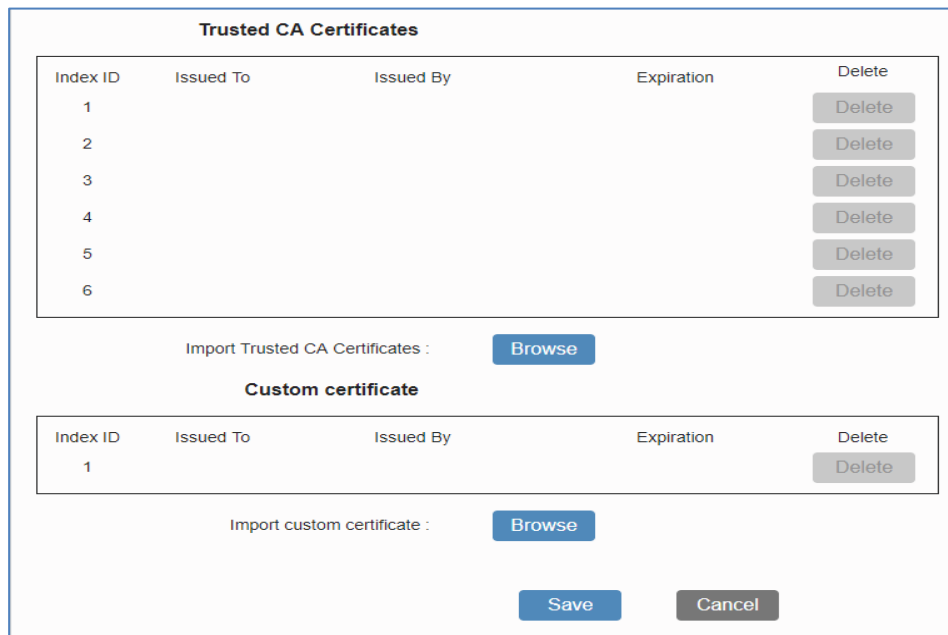 Trusted CA Certificates
Index ID Issued To Issued By Expiration Delete
1 Delete
2 Delete
3 Delete
4 Delete
5 Delete
6 Delete
Import Trusted CA Certificates : Browse
Custom certificate
Index ID Issued To Issued By Expiration Delete
1 Delete
Import custom certificate : Browse
Save Cancel